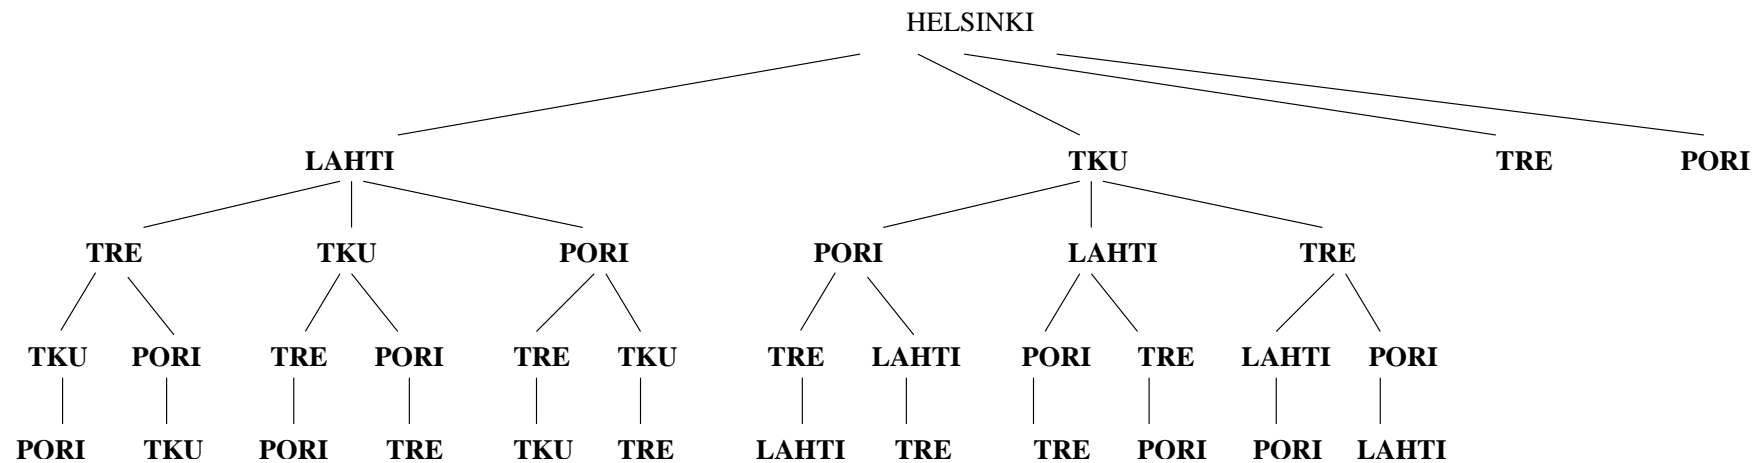 HELSINKI
LAHTI TKU TRE PORI
TRE TKU PORI PORI LAHTI TRE
TKU PORI TRE PORI TRE TKU TRE LAHTI PORI TRE LAHTI PORI
PORI TKU PORI TRE TKU TRE LAHTI TRE TRE PORI PORI LAHTI